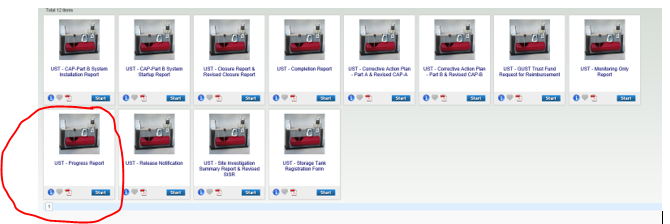 Total 12 items
UST - CAP-Part B System
Installation Report
UST - CAP-Part B System
Startup Report
UST - Closure Report &
Revised Closure Report
UST - Completion Report
UST - Corrective Action Plan
- Part A & Revised CAP-A
UST - Corrective Action Plan
- Part B & Revised CAP-B
UST - GUST Trust Fund
Request for Reimbursement
UST - Monitoring Only
Report
Start
Start
Start
Start
Start
Start
Start
Start
UST - Progress Report
UST - Release Notification
UST - Site Investigation
Summary Report & Revised
SISR
UST - Storage Tank
Registration Form
Start
Start
Start
Start
1